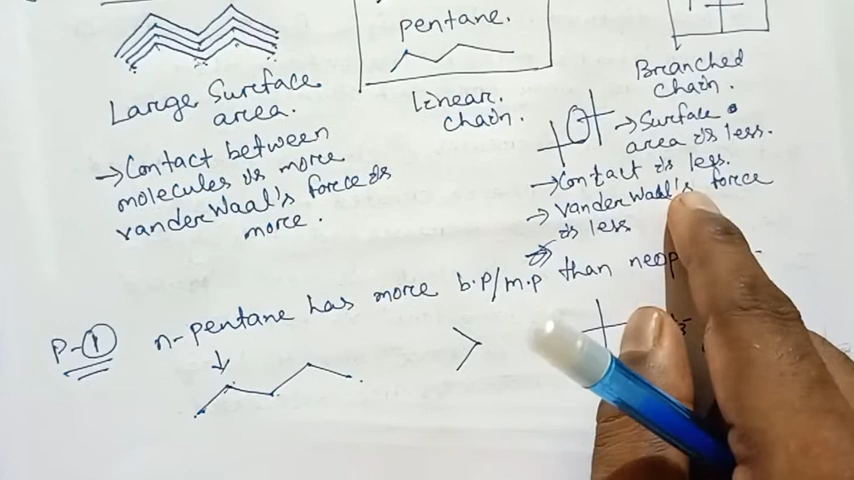 pentane.
Large Surface
area.
Linear.
chain.
Branched
chain.
→ Surface
area is less.
→ Contact between
molecules is more
vanderWaal's force is
more.
→ Contact is less.
→ vanderwaal's force
is less
P-① n-pentane has more b.p/m.p than neop